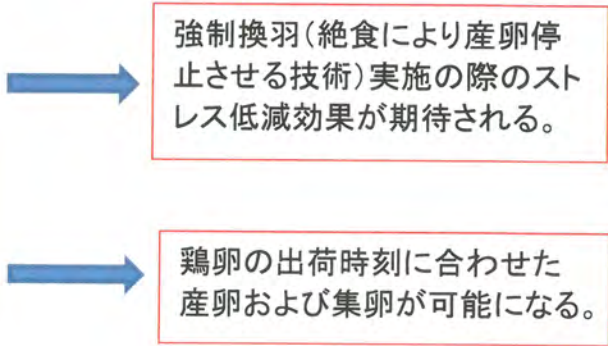 強制換羽(絶食により産卵停
止させる技術)実施の際のスト
レス低減効果が期待される。
鶏卵の出荷時刻に合わせた
産卵および集卵が可能になる。